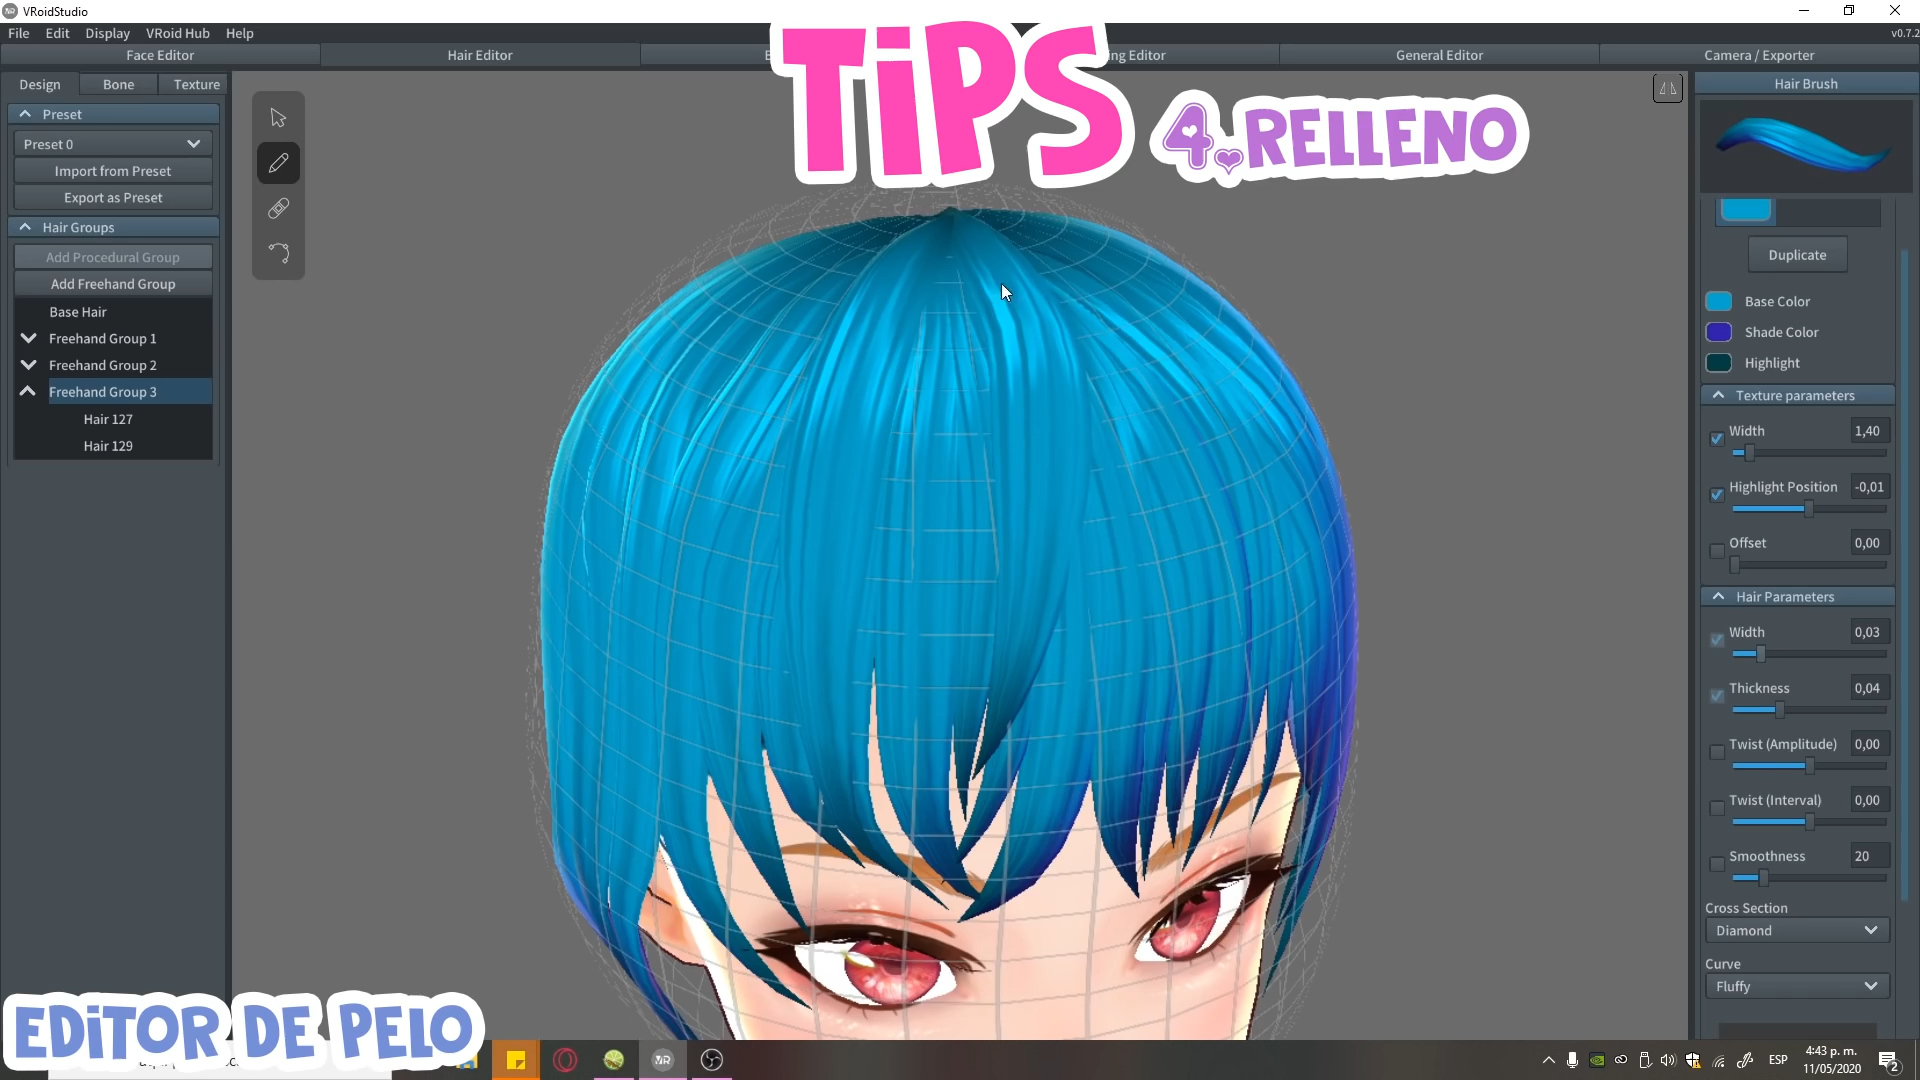 VRoidStudio
File Edit Display VRoid Hub Help
v0.7.2
Face Editor
Hair Editor
General Editor
Camera / Exporter
TiPS
4.RELLENO
Design Bone Texture
Preset
Preset 0
Import from Preset
Export as Preset
Hair Groups
Add Procedural Group
Add Freehand Group
Base Hair
Freehand Group 1
Freehand Group 2
Freehand Group 3
Hair 127
Hair 129
Hair Brush
Duplicate
Base Color
Shade Color
Highlight
Texture parameters
Width 1,40
Highlight Position -0,01
Offset 0,00
Hair Parameters
Width 0,03
Thickness 0,04
Twist (Amplitude) 0,00
Twist (Interval) 0,00
Smoothness 20
Cross Section
Diamond
Curve
Fluffy
EDiTOR DE PELO
ESP
4:43 p. m.
11/05/2020
2